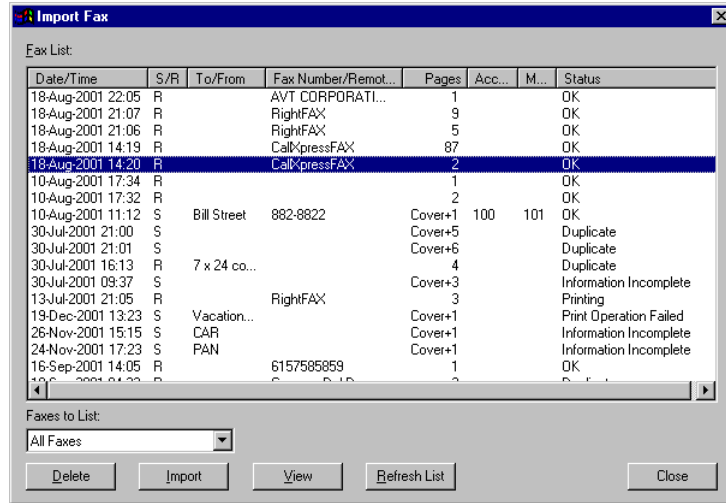 Import Fax
Fax List:
Date/Time S/R To/From Fax Number/Remot... Pages Acc... M... Status
18-Aug-2001 22:05 R AVT CORPORATI... 1 OK
18-Aug-2001 21:07 R RightFAX 9 OK
18-Aug-2001 21:06 R RightFAX 5 OK
18-Aug-2001 14:19 R CallXpressFAX 87 OK
18-Aug-2001 14:20 R CallXpressFAX 2 OK
10-Aug-2001 17:34 R 1 OK
10-Aug-2001 17:32 R 2 OK
10-Aug-2001 11:12 S Bill Street 882-8822 Cover+1 100 101 OK
30-Jul-2001 21:00 S Cover+5 Duplicate
30-Jul-2001 21:01 S Cover+6 Duplicate
30-Jul-2001 16:13 R 7 x 24 co... 4 Duplicate
30-Jul-2001 09:37 S Cover+3 Information Incomplete
13-Jul-2001 21:05 R RightFAX 3 Printing
19-Dec-2001 13:23 S Vacation... Cover+1 Print Operation Failed
26-Nov-2001 15:15 S CAR Cover+1 Information Incomplete
24-Nov-2001 17:23 S PAN Cover+1 Information Incomplete
16-Sep-2001 14:05 R 6157585859 1 OK
Faxes to List:
All Faxes
Delete Import View Refresh List Close